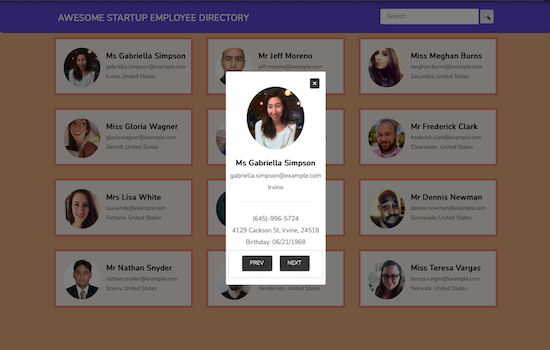 AWESOME STARTUP EMPLOYEE DIRECTORY
Search...
Ms Gabriella Simpson
gabriella.simpson@example.com
Irvine, United States
Mr Jeff Moreno
jeff.moreno@example.com
Miss Meghan Burns
meghan.burns@example.com
Columbia, United States
Miss Gloria Wagner
gloria.wagner@example.com
Detroit, United States
Mr Frederick Clark
frederick.clark@example.com
Clearwater, United States
Mrs Lisa White
lisa.white@example.com
Fontana, United States
Mr Dennis Newman
dennis.newman@example.com
Sunnyvale, United States
Mr Nathan Snyder
nathan.snyder@example.com
Scurry, United States
Henderson, United States
Miss Teresa Vargas
teresa.vargas@example.com
Norwalk, United States
×
Ms Gabriella Simpson
gabriella.simpson@example.com
Irvine
(645)-996-5724
4129 Cackson St, Irvine, 24518
Birthday: 06/21/1968
PREV
NEXT